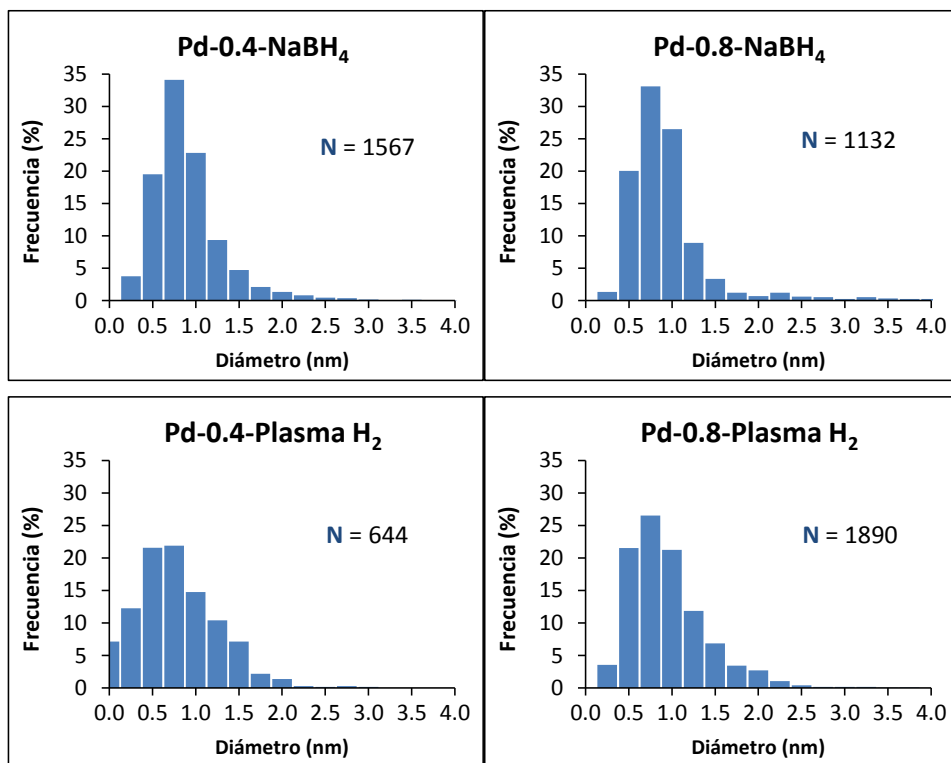 Pd-0.4-NaBH₄
35
30
25
20
15
10
5
0
Frecuencia (%)
N = 1567
0.0 0.5 1.0 1.5 2.0 2.5 3.0 3.5 4.0
Diámetro (nm)
Pd-0.8-NaBH₄
35
30
25
20
15
10
5
0
Frecuencia (%)
N = 1132
0.0 0.5 1.0 1.5 2.0 2.5 3.0 3.5 4.0
Diámetro (nm)
Pd-0.4-Plasma H₂
35
30
25
20
15
10
5
0
Frecuencia (%)
N = 644
0.0 0.5 1.0 1.5 2.0 2.5 3.0 3.5 4.0
Diámetro (nm)
Pd-0.8-Plasma H₂
35
30
25
20
15
10
5
0
Frecuencia (%)
N = 1890
0.0 0.5 1.0 1.5 2.0 2.5 3.0 3.5 4.0
Diámetro (nm)